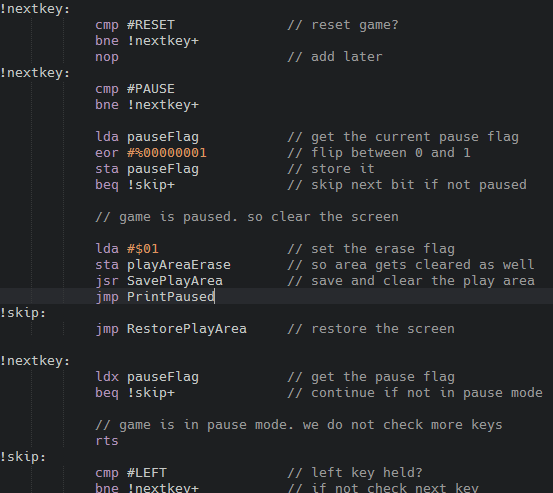 !nextkey:
cmp #RESET // reset game?
bne !nextkey+
nop // add later
!nextkey:
cmp #PAUSE
bne !nextkey+
lda pauseFlag // get the current pause flag
eor #%00000001 // flip between 0 and 1
sta pauseFlag // store it
beq !skip+ // skip next bit if not paused
// game is paused. so clear the screen
lda #$01 // set the erase flag
sta playAreaErase // so area gets cleared as well
jsr SavePlayArea // save and clear the play area
jmp PrintPaused
!skip:
jmp RestorePlayArea // restore the screen
!nextkey:
ldx pauseFlag // get the pause flag
beq !skip+ // continue if not in pause mode
// game is in pause mode. we do not check more keys
rts
!skip:
cmp #LEFT // left key held?
bne !nextkey+ // if not check next key